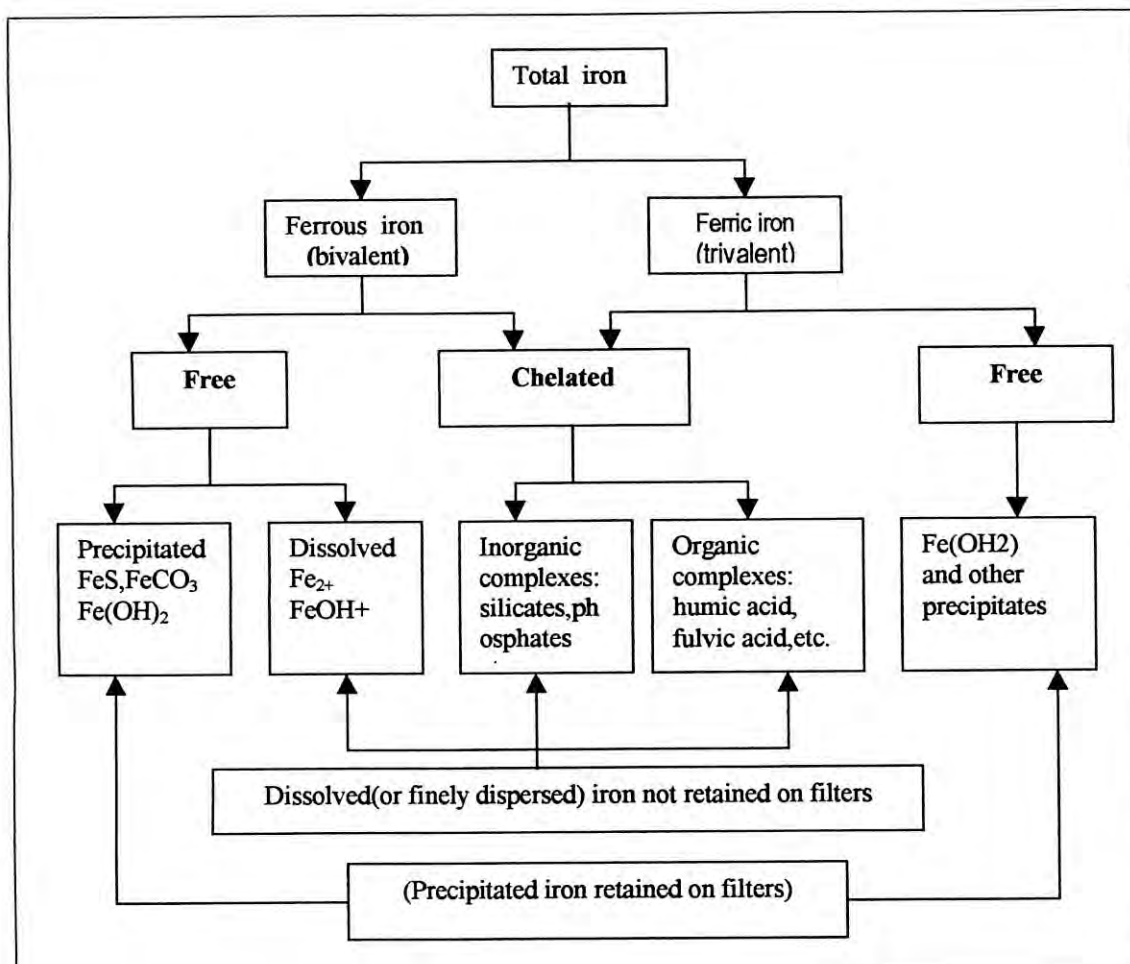 Total iron
Ferrous iron
(bivalent)
Ferric iron
(trivalent)
Free
Chelated
Free
Precipitated
FeS,FeCO₃
Fe(OH)₂
Dissolved
Fe₂₊
FeOH+
Inorganic
complexes:
silicates,ph
osphates
Organic
complexes:
humic acid,
fulvic acid,etc.
Fe(OH2)
and other
precipitates
Dissolved(or finely dispersed) iron not retained on filters
(Precipitated iron retained on filters)